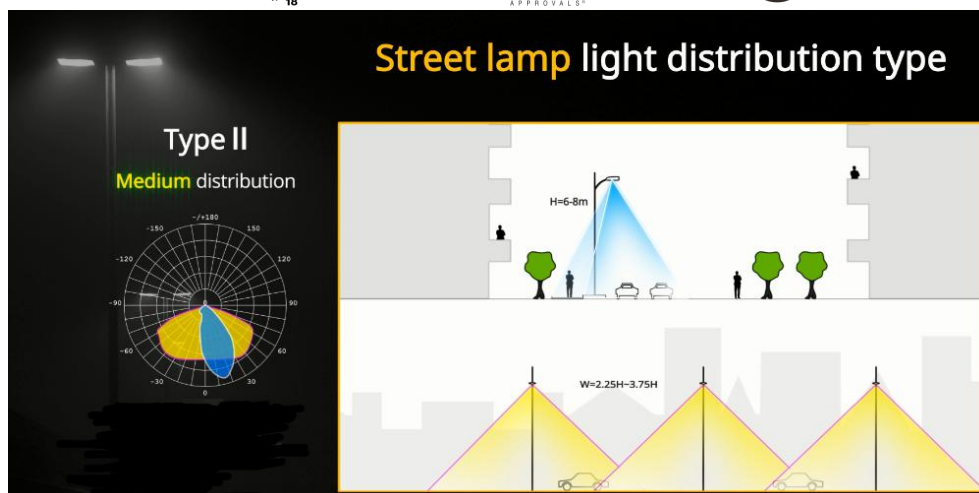 18
APPROVALS®
Street lamp light distribution type
Type II
Medium distribution
-/+180
-150 150
-120 120
-90 90
-60 60
-30 30
0
H=6-8m
W=2.25H~3.75H